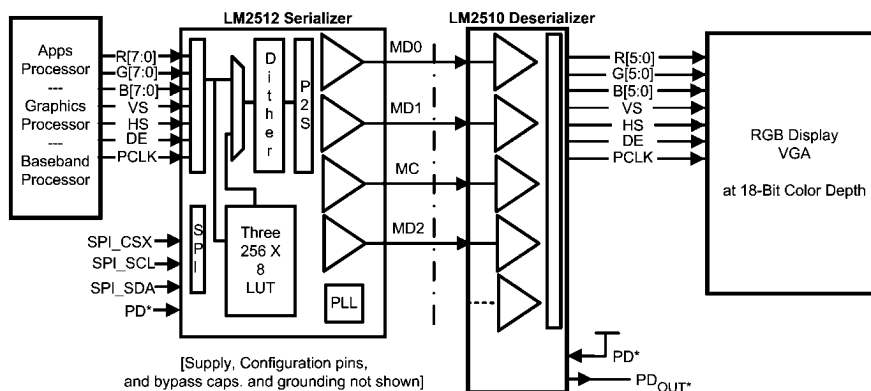 LM2512 Serializer
LM2510 Deserializer
Apps
Processor
---
Graphics
Processor
---
Baseband
Processor
R[7:0]
G[7:0]
B[7:0]
VS
HS
DE
PCLK
SPI_CSX
SPI_SCL
SPI_SDA
PD*
SPI
Dither
P2S
Three
256 X
8
LUT
PLL
MD0
MD1
MC
MD2
R[5:0]
G[5:0]
B[5:0]
VS
HS
DE
PCLK
RGB Display
VGA
at 18-Bit Color Depth
PD*
PDOUT*
[Supply, Configuration pins,
and bypass caps. and grounding not shown]